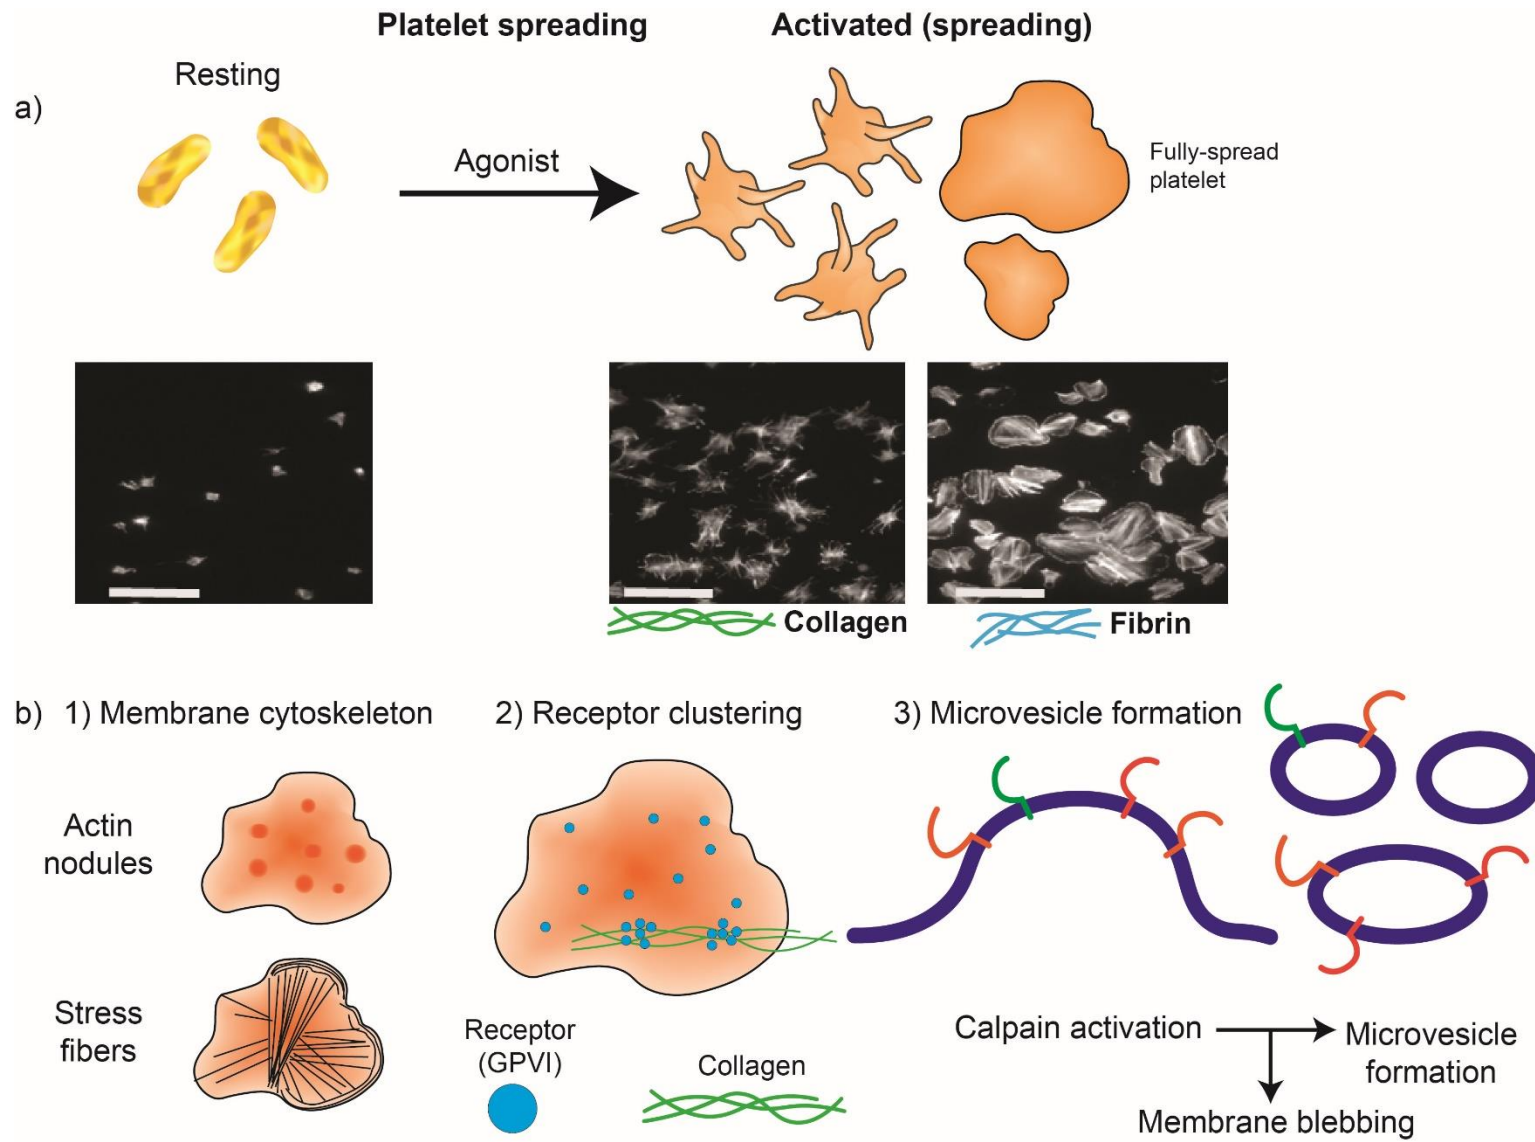 Platelet spreading
Activated (spreading)
Resting
a)
Agonist
Fully-spread
platelet
Collagen
Fibrin
b) 1) Membrane cytoskeleton
2) Receptor clustering
3) Microvesicle formation
Actin
nodules
Stress
fibers
Receptor
(GPVI)
Collagen
Calpain activation
Microvesicle
formation
Membrane blebbing